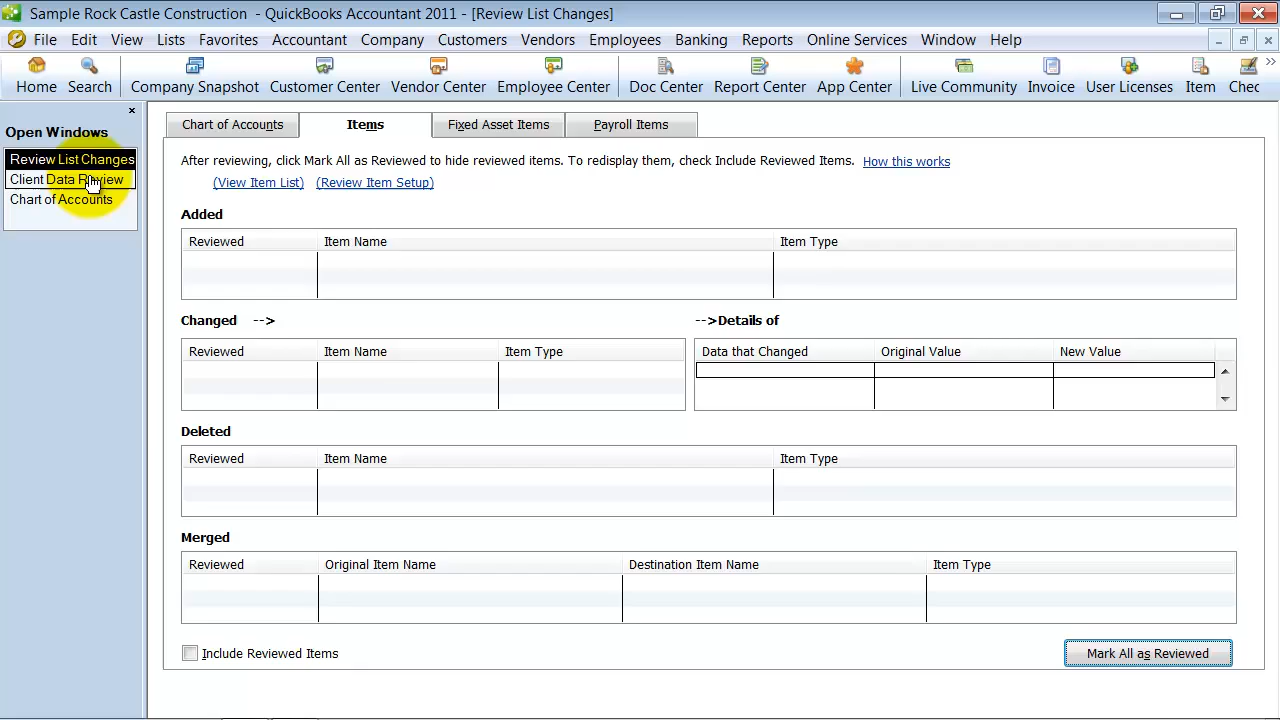 Sample Rock Castle Construction - QuickBooks Accountant 2011 - [Review List Changes]
File Edit View Lists Favorites Accountant Company Customers Vendors Employees Banking Reports Online Services Window Help
Home Search Company Snapshot Customer Center Vendor Center Employee Center Doc Center Report Center App Center Live Community Invoice User Licenses Item Chec
Open Windows
Review List Changes
Client Data Review
Chart of Accounts
Chart of Accounts Items Fixed Asset Items Payroll Items
After reviewing, click Mark All as Reviewed to hide reviewed items. To redisplay them, check Include Reviewed Items. How this works
(View Item List) (Review Item Setup)
Added
Reviewed Item Name Item Type
Changed --> -->Details of
Reviewed Item Name Item Type Data that Changed Original Value New Value
Deleted
Reviewed Item Name Item Type
Merged
Reviewed Original Item Name Destination Item Name Item Type
Include Reviewed Items Mark All as Reviewed